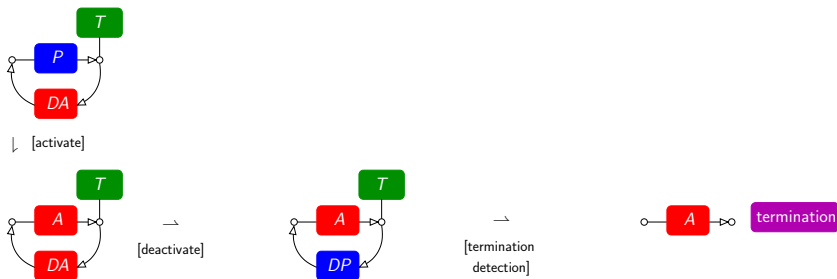 T
P
DA
[activate]
T
A
DA
[deactivate]
T
A
DP
[termination
detection]
A
termination